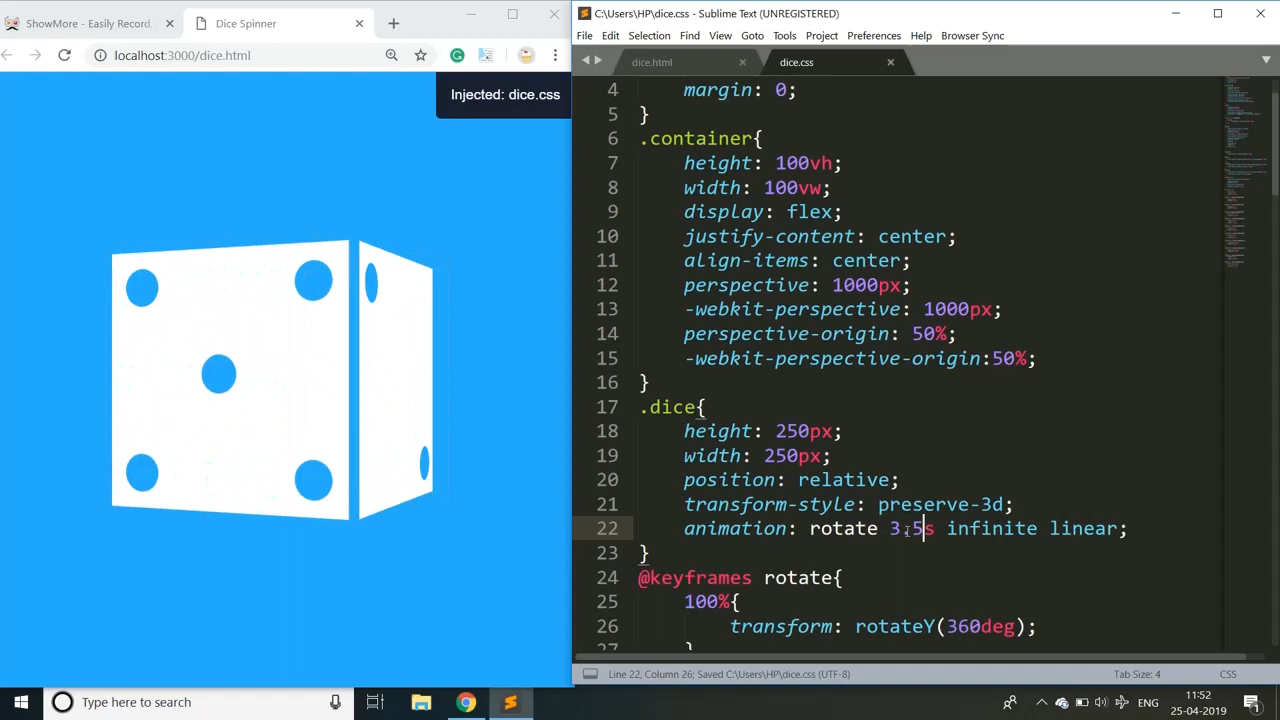 ShowMore - Easily Record,
Dice Spinner
localhost:3000/dice.html
Injected: dice.css
C:\Users\HP\dice.css - Sublime Text (UNREGISTERED)
File Edit Selection Find View Goto Tools Project Preferences Help Browser Sync
dice.html
dice.css
4 margin: 0;
5 }
6 .container{
7 height: 100vh;
8 width: 100vw;
9 display: flex;
10 justify-content: center;
11 align-items: center;
12 perspective: 1000px;
13 -webkit-perspective: 1000px;
14 perspective-origin: 50%;
15 -webkit-perspective-origin:50%;
16 }
17 .dice{
18 height: 250px;
19 width: 250px;
20 position: relative;
21 transform-style: preserve-3d;
22 animation: rotate 3.5s infinite linear;
23 }
24 @keyframes rotate{
25 100%{
26 transform: rotateY(360deg);
27 }
Line 22, Column 26; Saved C:\Users\HP\dice.css (UTF-8)
Tab Size: 4
CSS
Type here to search
ENG
11:52
25-04-2019
1